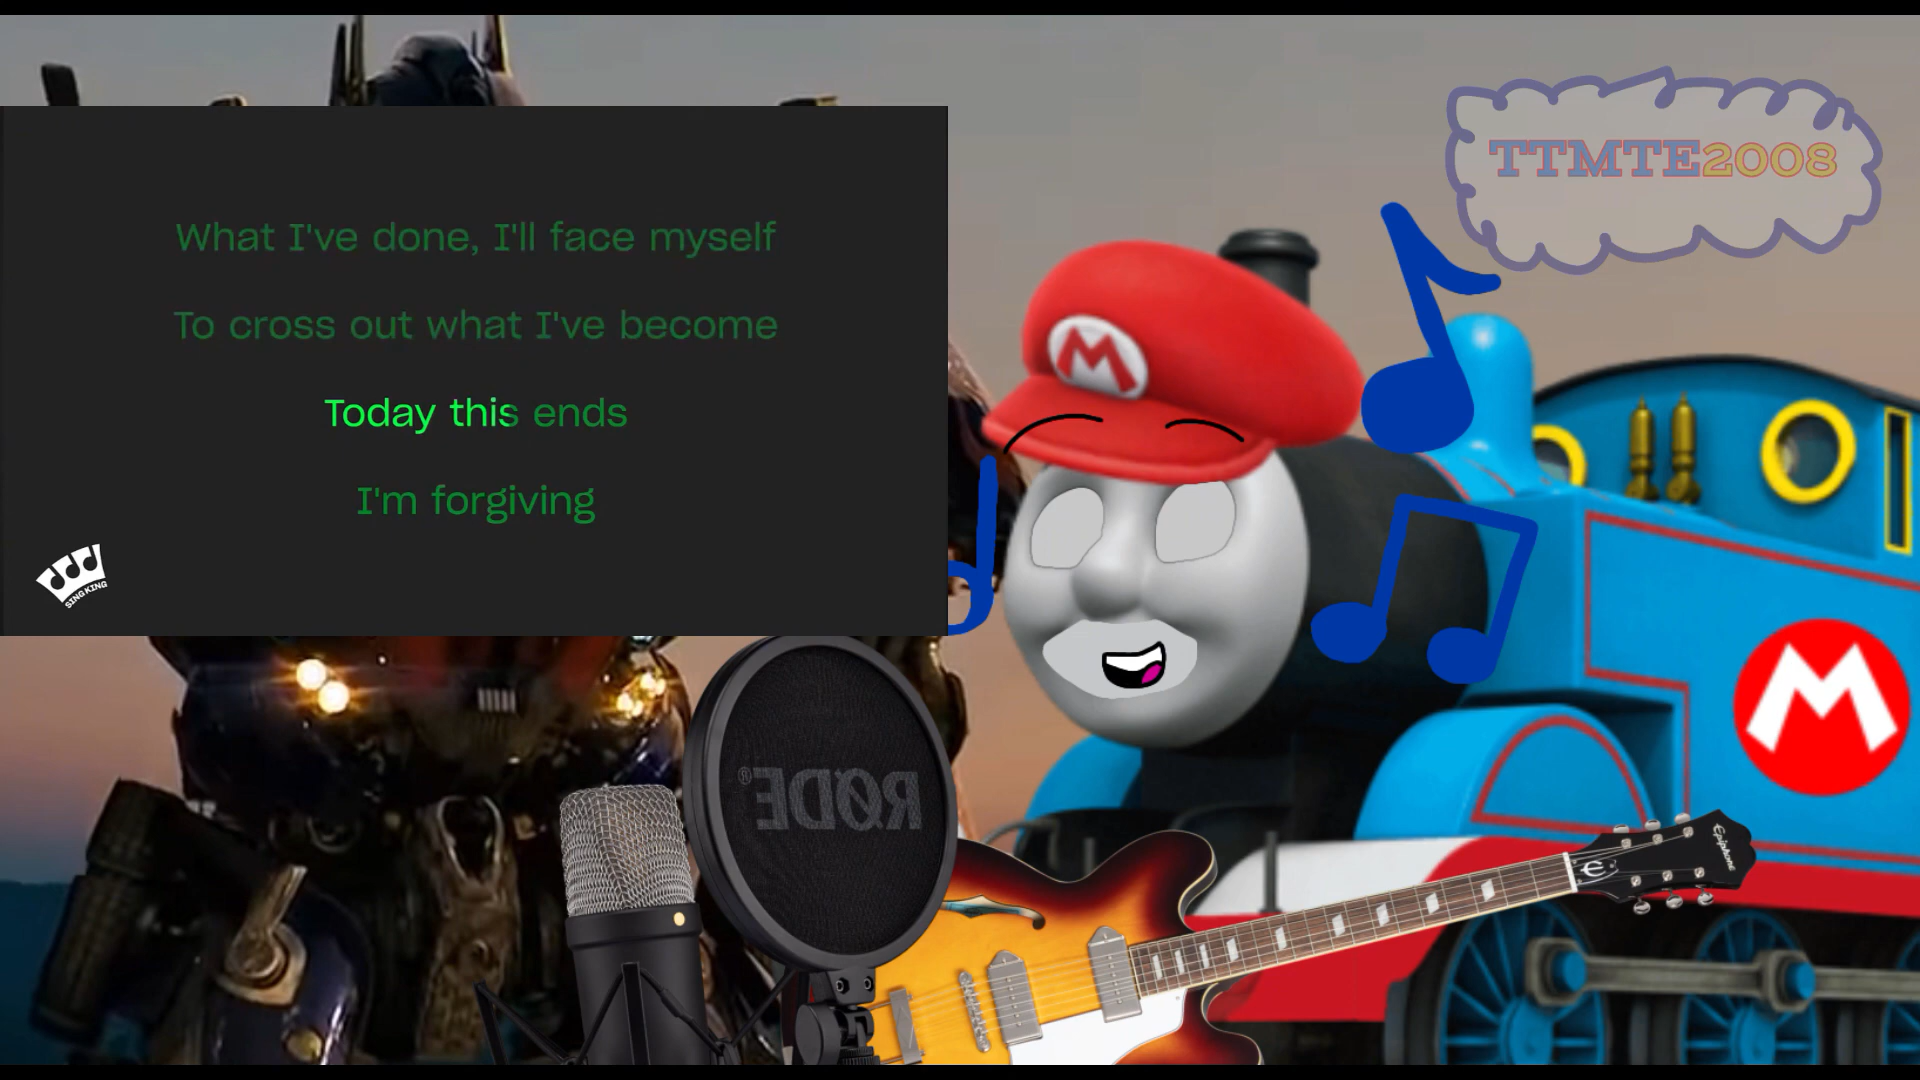 TTMTE2008
What I've done, I'll face myself
To cross out what I've become
Today this ends
I'm forgiving
SING KING
M
M
RØDE®
Epiphone